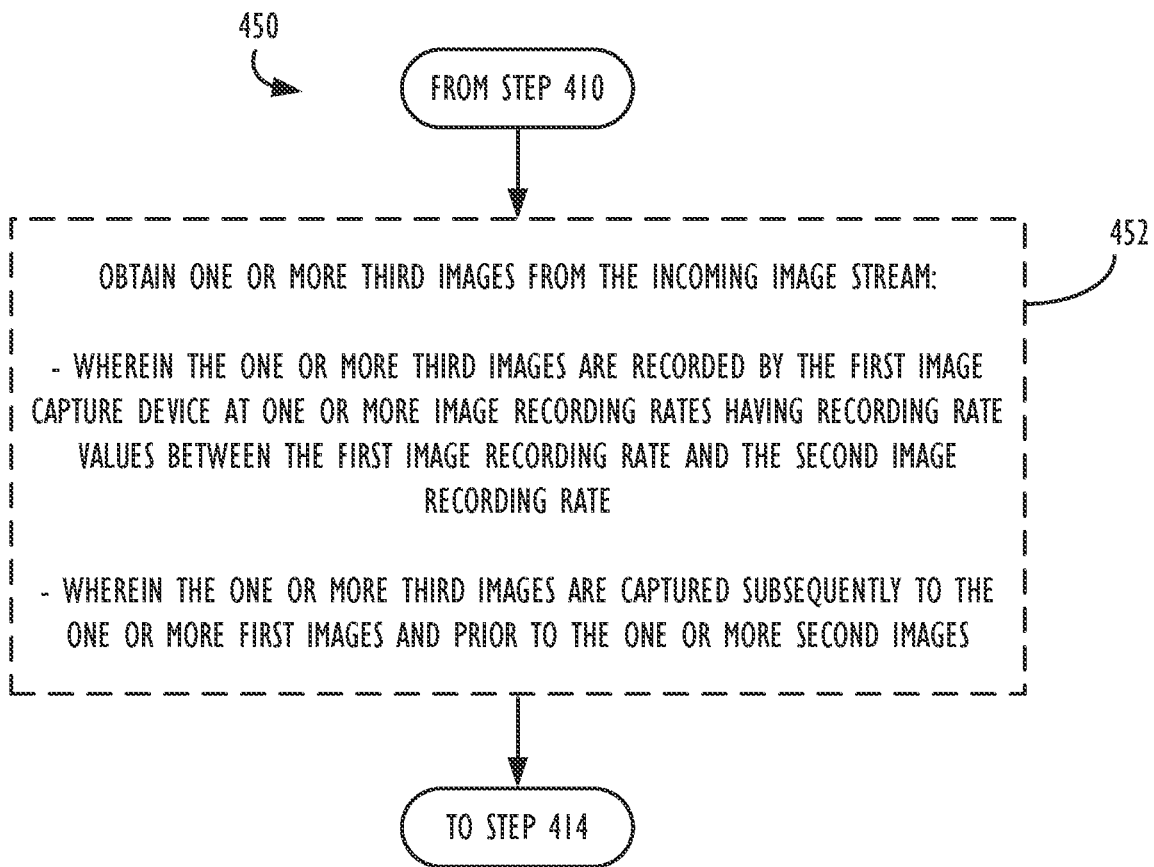 450
FROM STEP 410
452
OBTAIN ONE OR MORE THIRD IMAGES FROM THE INCOMING IMAGE STREAM:
- WHEREIN THE ONE OR MORE THIRD IMAGES ARE RECORDED BY THE FIRST IMAGE
CAPTURE DEVICE AT ONE OR MORE IMAGE RECORDING RATES HAVING RECORDING RATE
VALUES BETWEEN THE FIRST IMAGE RECORDING RATE AND THE SECOND IMAGE
RECORDING RATE
- WHEREIN THE ONE OR MORE THIRD IMAGES ARE CAPTURED SUBSEQUENTLY TO THE
ONE OR MORE FIRST IMAGES AND PRIOR TO THE ONE OR MORE SECOND IMAGES
TO STEP 414